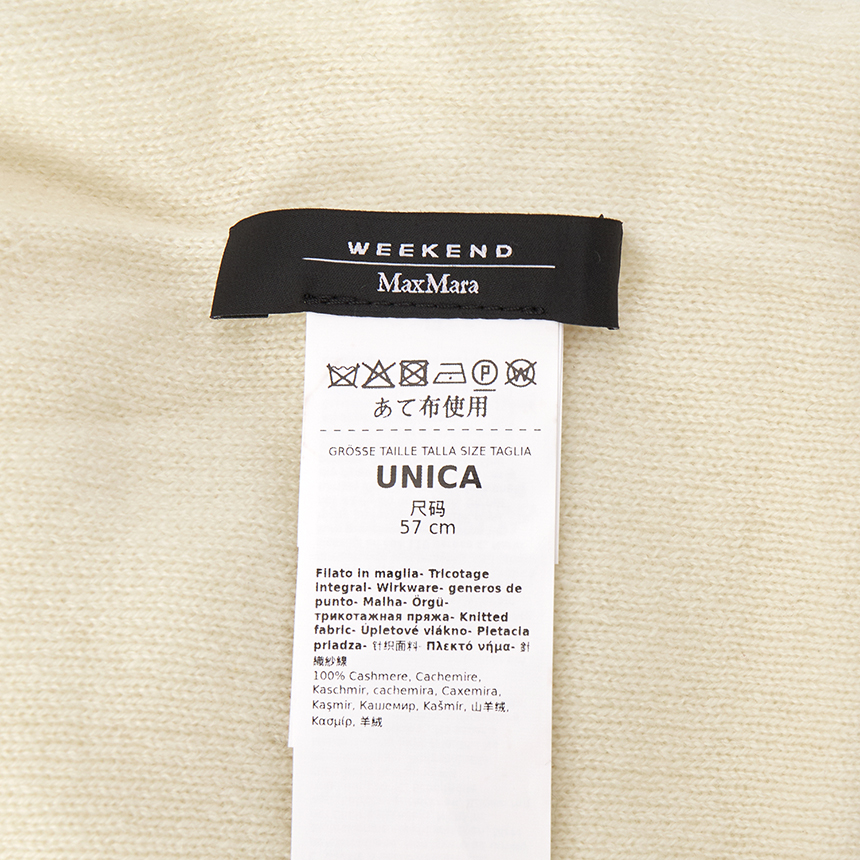 WEEKEND
MaxMara
P W
あて布使用
GRÖSSE TAILLE TALLA SIZE TAGLIA
UNICA
尺码
57 cm
Filato in maglia- Tricotage
integral- Wirkware- generos de
punto- Malha- Örgü-
трикотажная пряжа- Knitted
fabric- Úpletové vlákno- Pletacia
priadza- 针织面料- Πλεκτό νήμα- 針
織紗線
100% Cashmere, Cachemire,
Kaschmir, cachemira, Caxemira,
Kaşmir, Кашемир, Kašmír, 山羊绒,
Κασμίρ, 羊絨